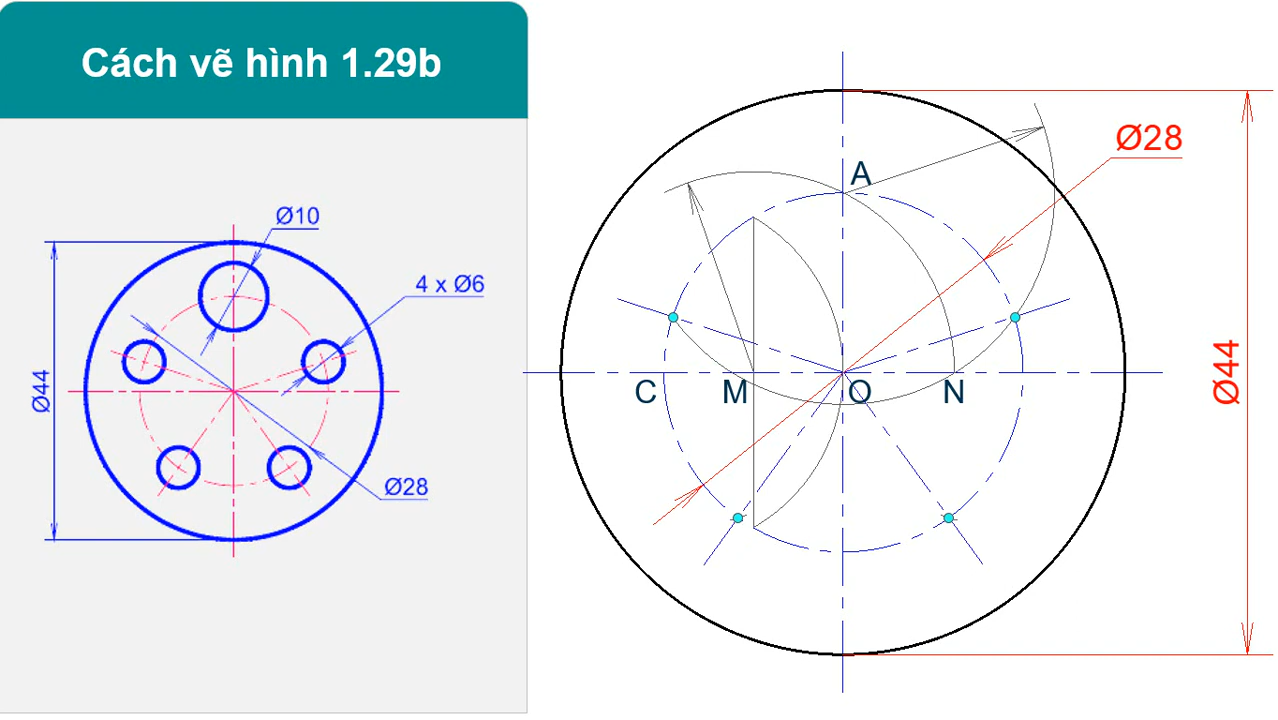 Cách vẽ hình 1.29b
Ø10
4 x Ø6
Ø44
Ø28
A
Ø28
C
M
O
N
Ø44